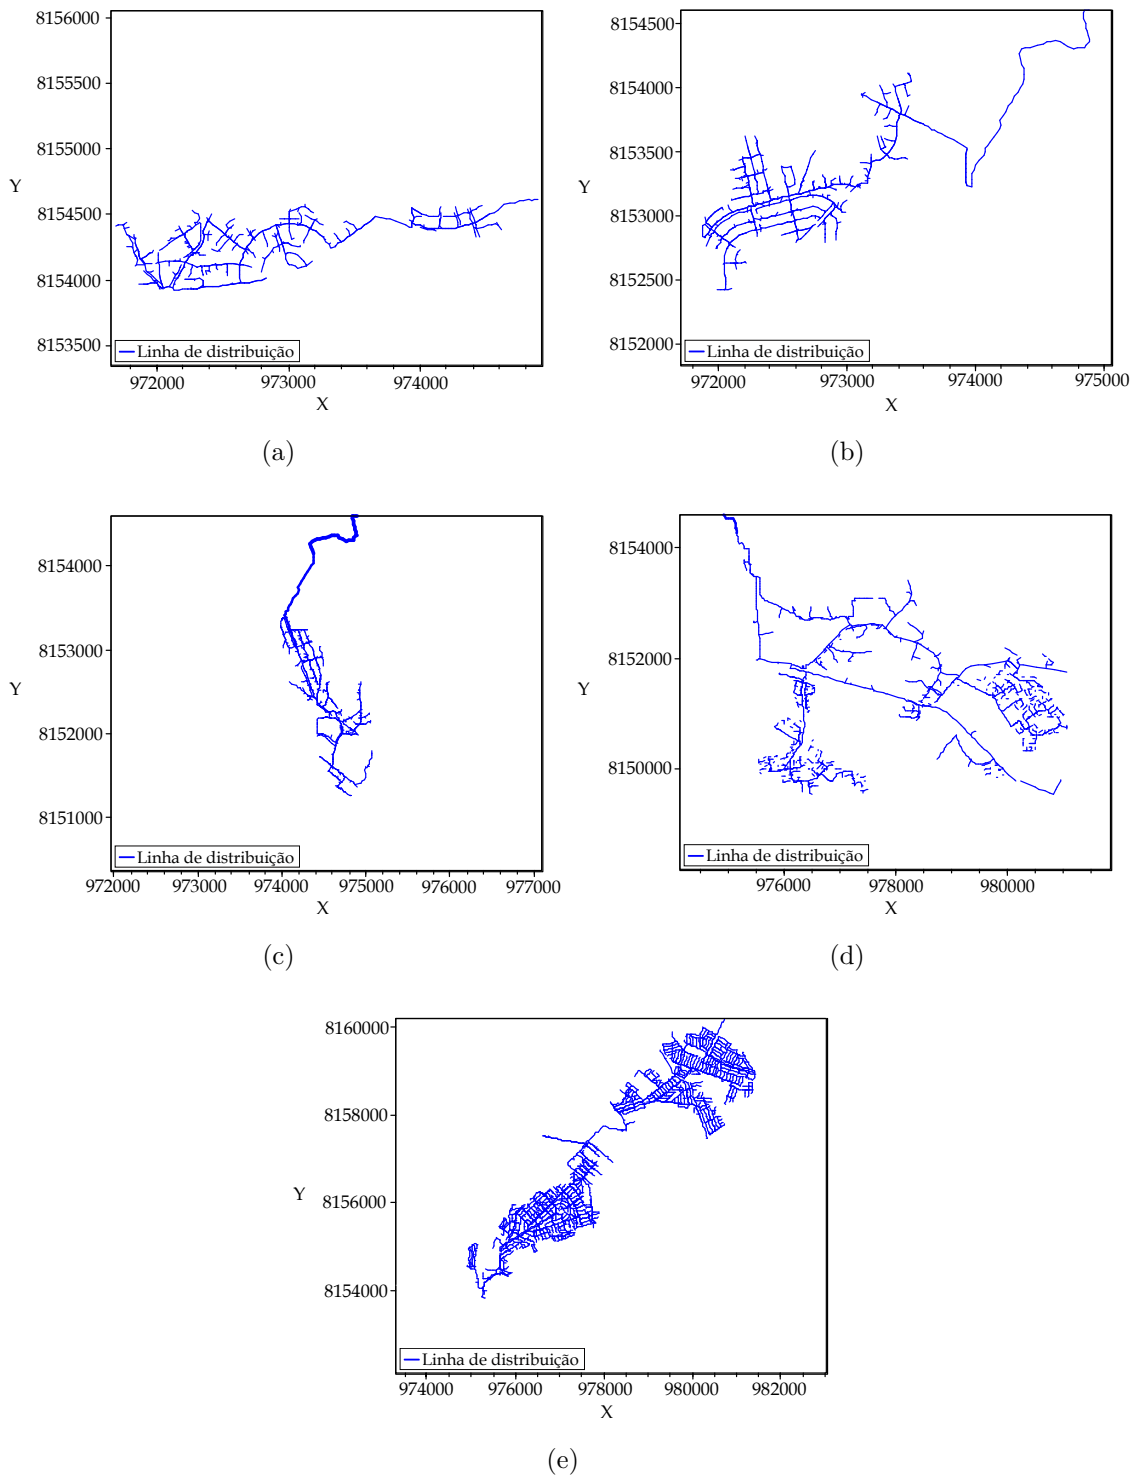 8156000
8155500
8155000
Y
8154500
8154000
8153500
Linha de distribuição
972000 973000 974000
X
(a)
8154500
8154000
8153500
Y
8153000
8152500
8152000
Linha de distribuição
972000 973000 974000 975000
X
(b)
8154000
8153000
Y
8152000
8151000
Linha de distribuição
972000 973000 974000 975000 976000 977000
X
(c)
8154000
8152000
Y
8150000
Linha de distribuição
976000 978000 980000
X
(d)
8160000
8158000
Y
8156000
8154000
Linha de distribuição
974000 976000 978000 980000 982000
X
(e)